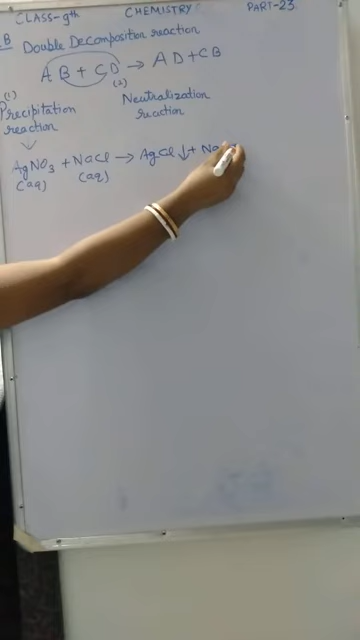 CLASS-9th CHEMISTRY PART-23
B Double Decomposition reaction
AB + CD → AD + CB
(1) (2)
Precipitation reaction
Neutralization reaction
AgNO₃ + NaCl → AgCl ↓ + Na
(aq) (aq)